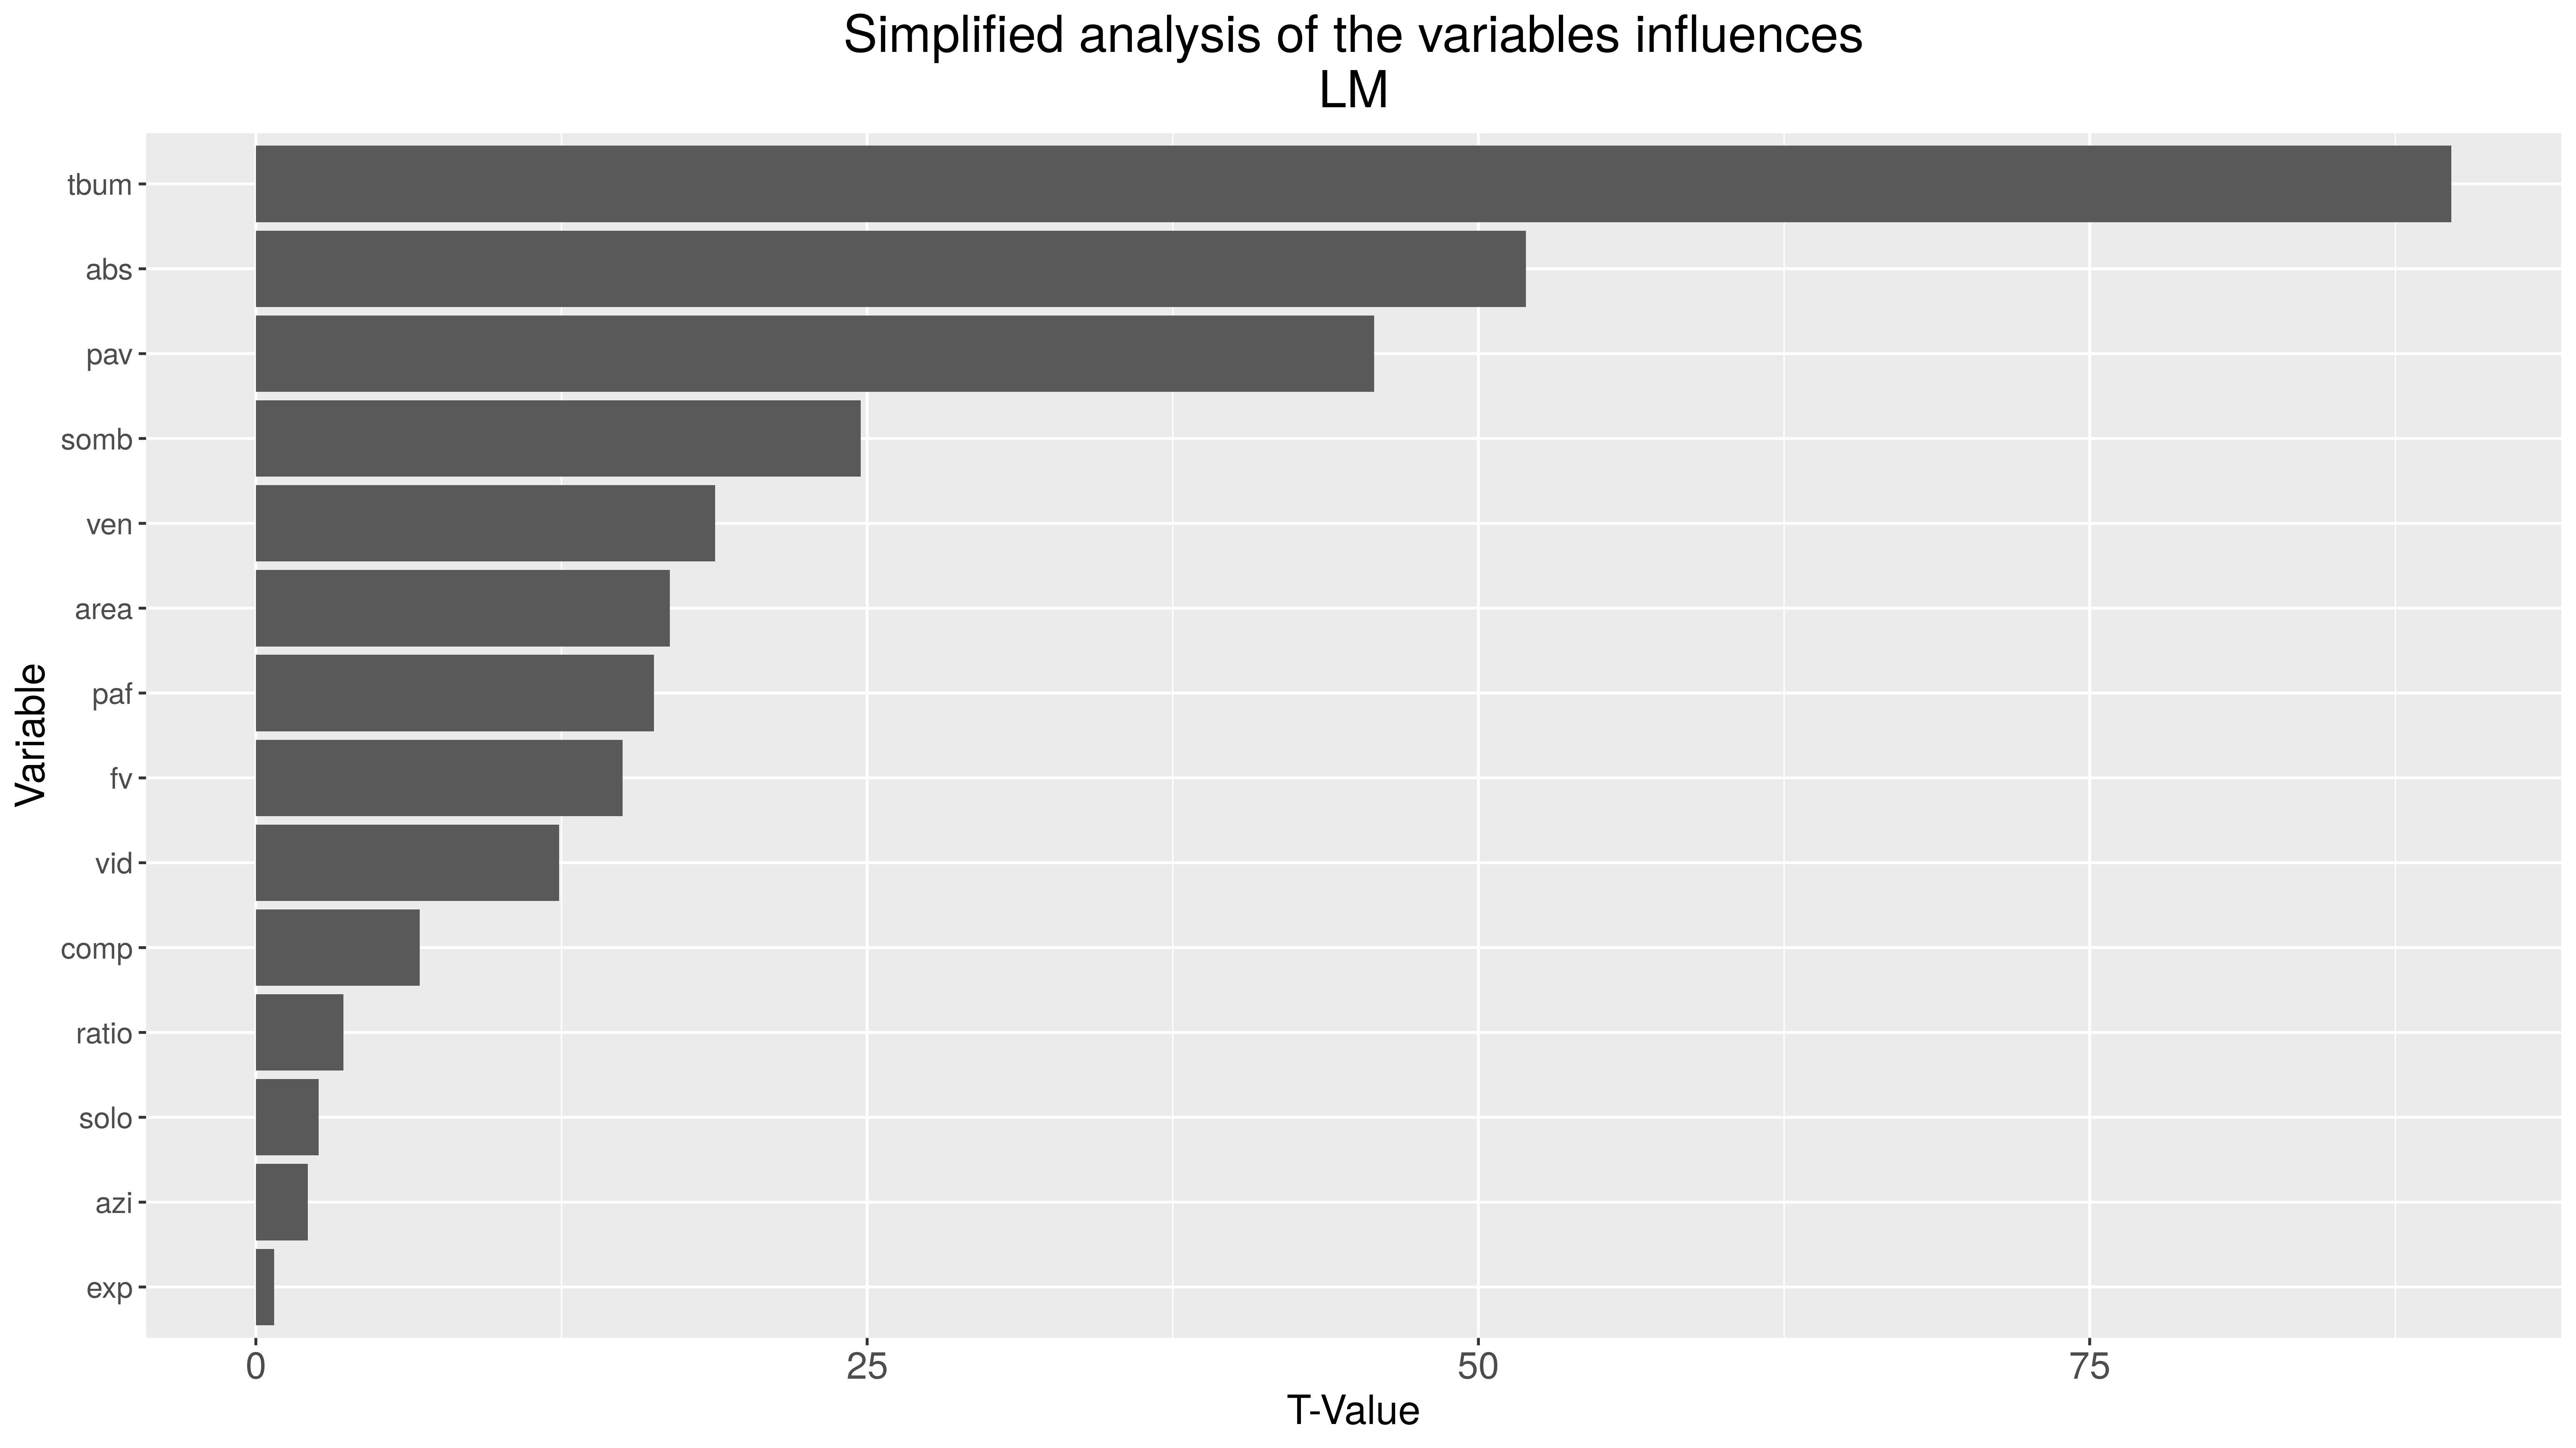 Simplified analysis of the variables influences
LM
tbum
abs
pav
somb
ven
area
paf
fv
vid
comp
ratio
solo
azi
exp
Variable
0 25 50 75
T-Value